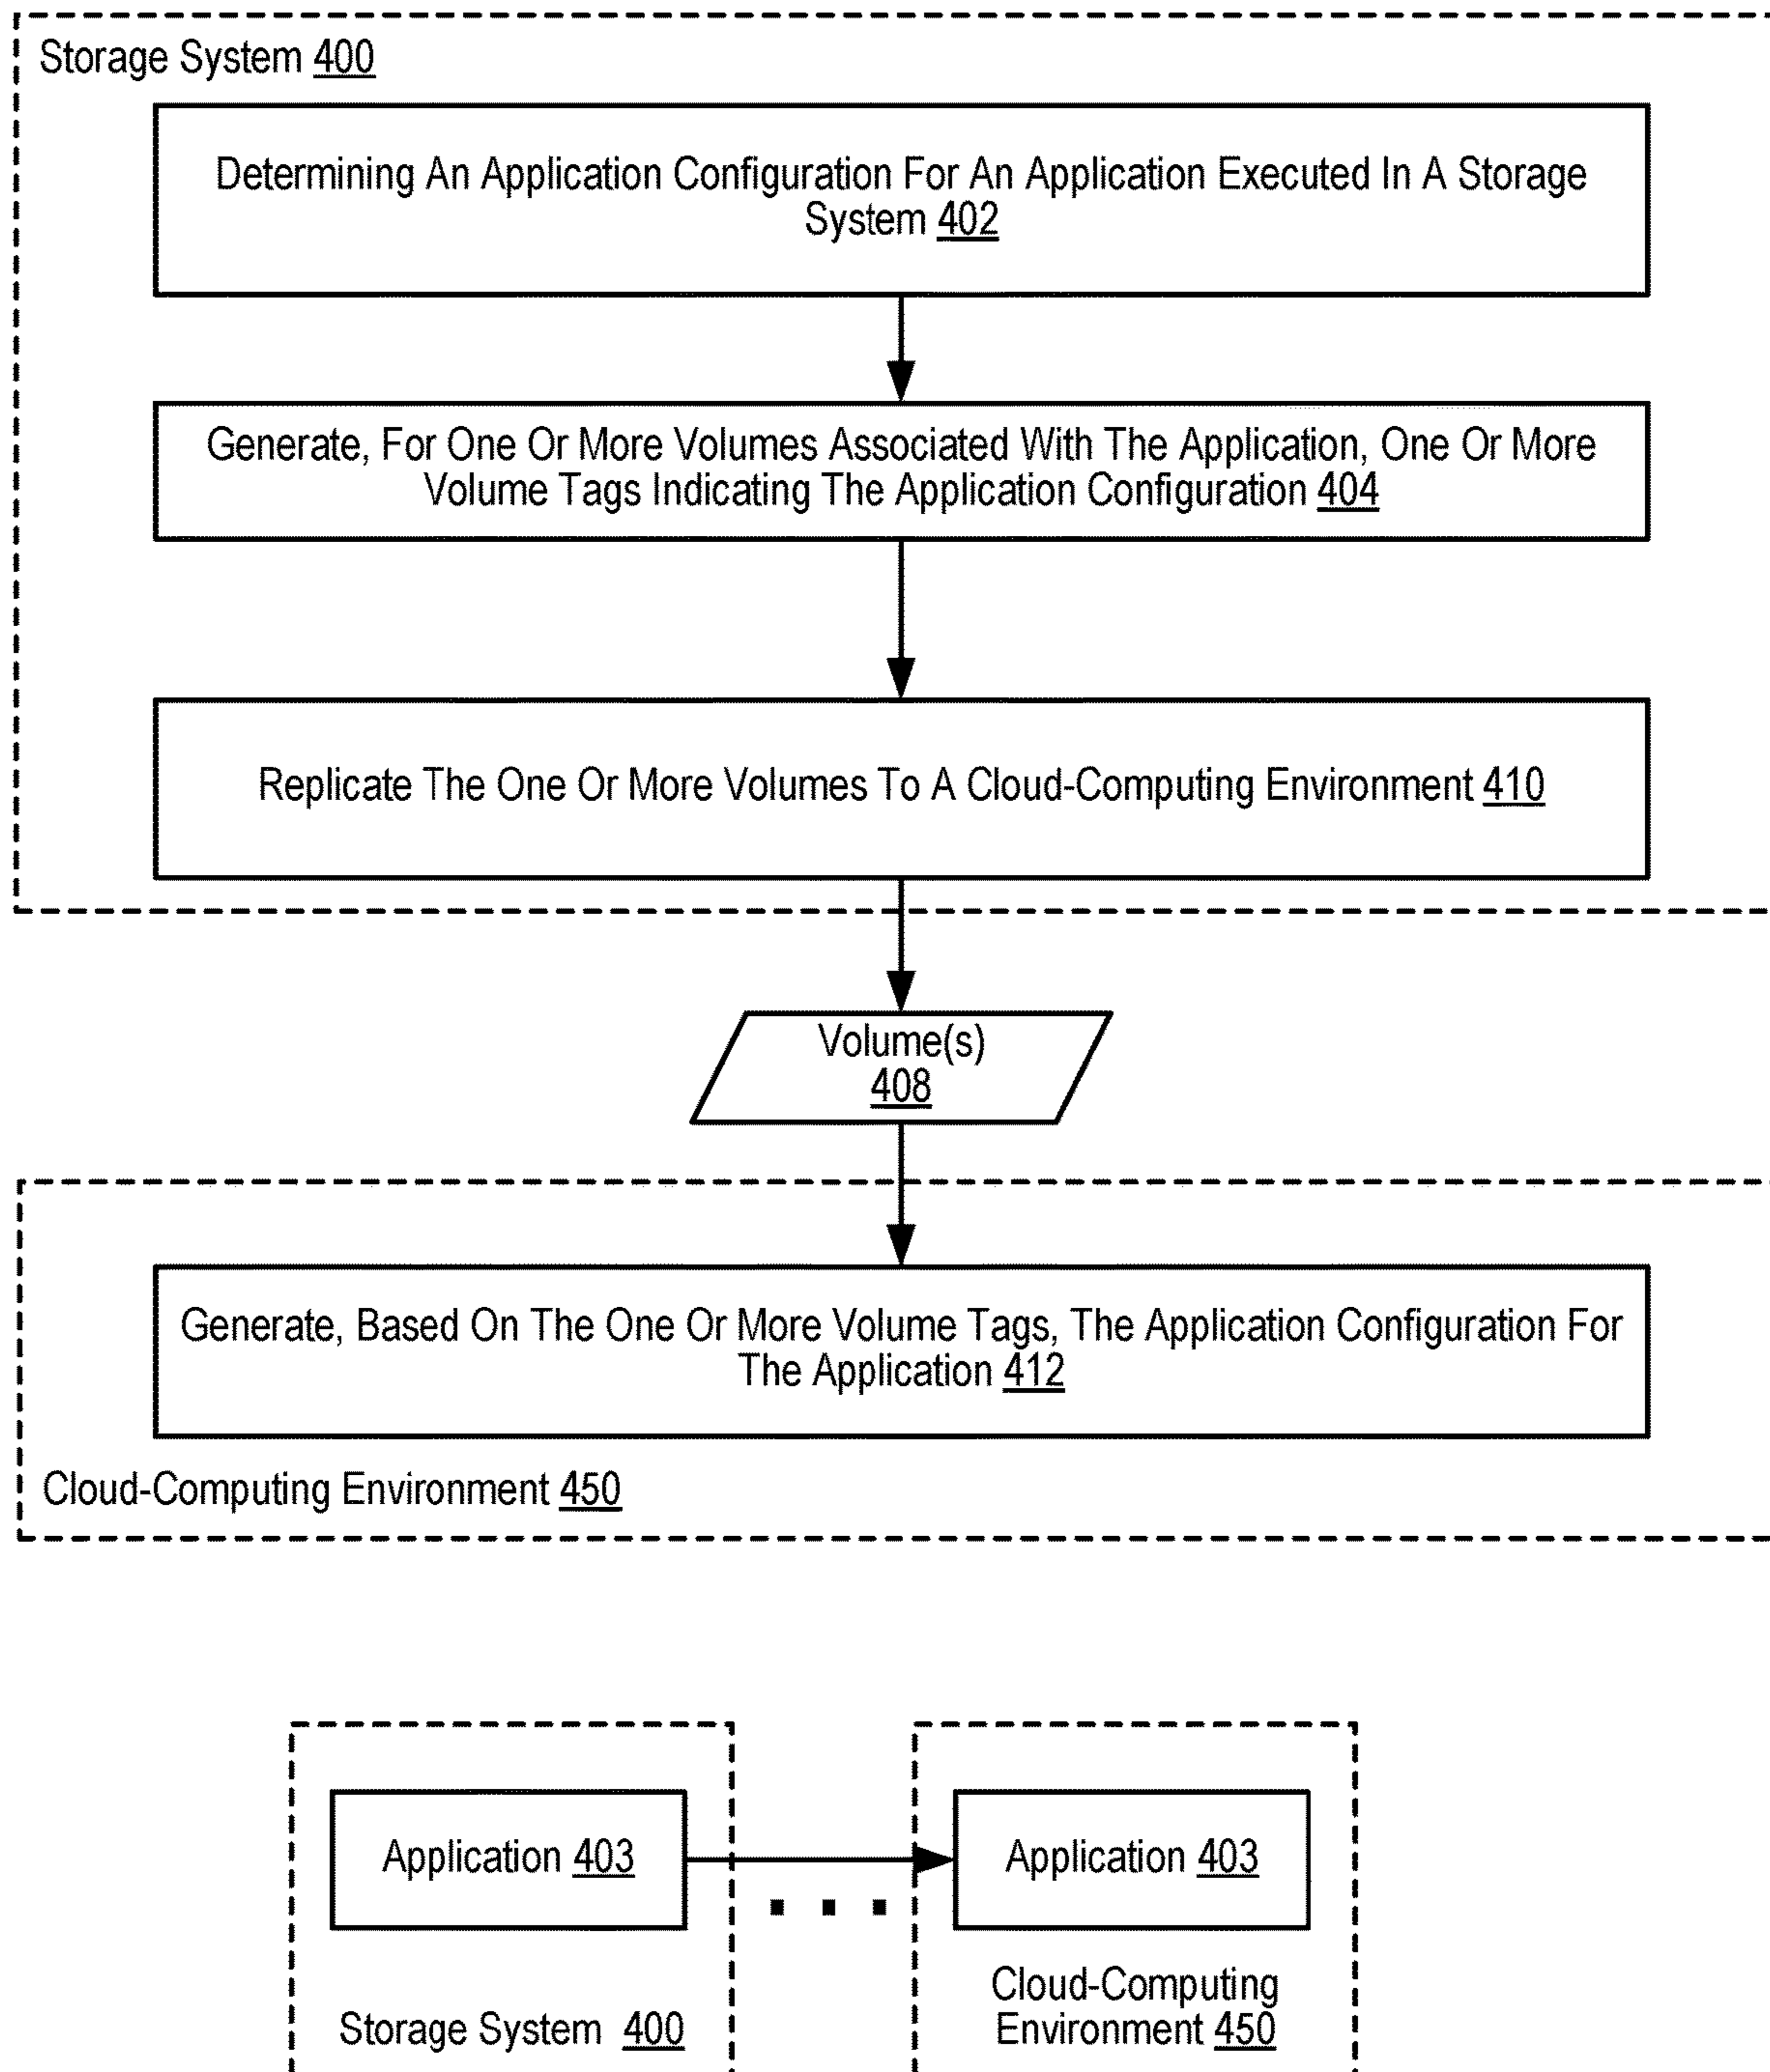 Storage System 400
Determining An Application Configuration For An Application Executed In A Storage
System 402
Generate, For One Or More Volumes Associated With The Application, One Or More
Volume Tags Indicating The Application Configuration 404
Replicate The One Or More Volumes To A Cloud-Computing Environment 410
Volume(s)
408
Generate, Based On The One Or More Volume Tags, The Application Configuration For
The Application 412
Cloud-Computing Environment 450
Application 403
Application 403
Storage System 400
Cloud-Computing
Environment 450